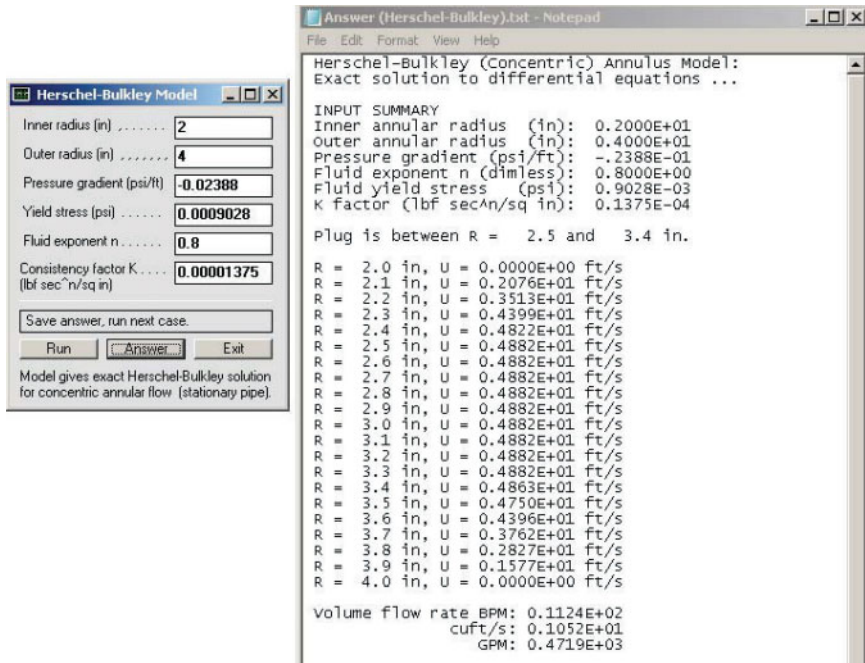 Herschel-Bulkley Model
Inner radius (in) ....... 2
Outer radius (in) ....... 4
Pressure gradient (psi/ft) -0.02388
Yield stress (psi) ...... 0.0009028
Fluid exponent n ...... 0.8
Consistency factor K .... 0.00001375
(lbf sec^n/sq in)
Save answer, run next case.
Run Answer Exit
Model gives exact Herschel-Bulkley solution
for concentric annular flow (stationary pipe).
Answer (Herschel-Bulkley).txt - Notepad
File Edit Format View Help
Herschel-Bulkley (Concentric) Annulus Model:
Exact solution to differential equations ...
INPUT SUMMARY
Inner annular radius (in): 0.2000E+01
Outer annular radius (in): 0.4000E+01
Pressure gradient (psi/ft): -.2388E-01
Fluid exponent n (dimless): 0.8000E+00
Fluid yield stress (psi): 0.9028E-03
K factor (lbf sec^n/sq in): 0.1375E-04
Plug is between R = 2.5 and 3.4 in.
R = 2.0 in, U = 0.0000E+00 ft/s
R = 2.1 in, U = 0.2076E+01 ft/s
R = 2.2 in, U = 0.3513E+01 ft/s
R = 2.3 in, U = 0.4399E+01 ft/s
R = 2.4 in, U = 0.4822E+01 ft/s
R = 2.5 in, U = 0.4882E+01 ft/s
R = 2.6 in, U = 0.4882E+01 ft/s
R = 2.7 in, U = 0.4882E+01 ft/s
R = 2.8 in, U = 0.4882E+01 ft/s
R = 2.9 in, U = 0.4882E+01 ft/s
R = 3.0 in, U = 0.4882E+01 ft/s
R = 3.1 in, U = 0.4882E+01 ft/s
R = 3.2 in, U = 0.4882E+01 ft/s
R = 3.3 in, U = 0.4882E+01 ft/s
R = 3.4 in, U = 0.4863E+01 ft/s
R = 3.5 in, U = 0.4750E+01 ft/s
R = 3.6 in, U = 0.4396E+01 ft/s
R = 3.7 in, U = 0.3762E+01 ft/s
R = 3.8 in, U = 0.2827E+01 ft/s
R = 3.9 in, U = 0.1577E+01 ft/s
R = 4.0 in, U = 0.0000E+00 ft/s
Volume flow rate BPM: 0.1124E+02
cuft/s: 0.1052E+01
GPM: 0.4719E+03